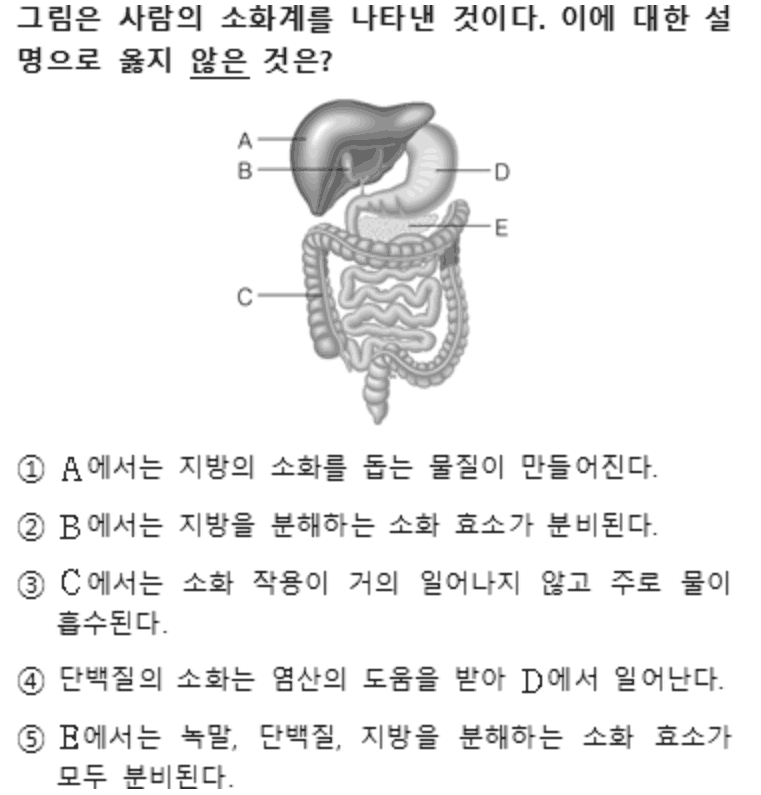 그림은 사람의 소화계를 나타낸 것이다. 이에 대한 설
명으로 옳지 않은 것은?
A
B
D
E
C
① A에서는 지방의 소화를 돕는 물질이 만들어진다.
② B에서는 지방을 분해하는 소화 효소가 분비된다.
③ C에서는 소화 작용이 거의 일어나지 않고 주로 물이
흡수된다.
④ 단백질의 소화는 염산의 도움을 받아 D에서 일어난다.
⑤ E에서는 녹말, 단백질, 지방을 분해하는 소화 효소가
모두 분비된다.